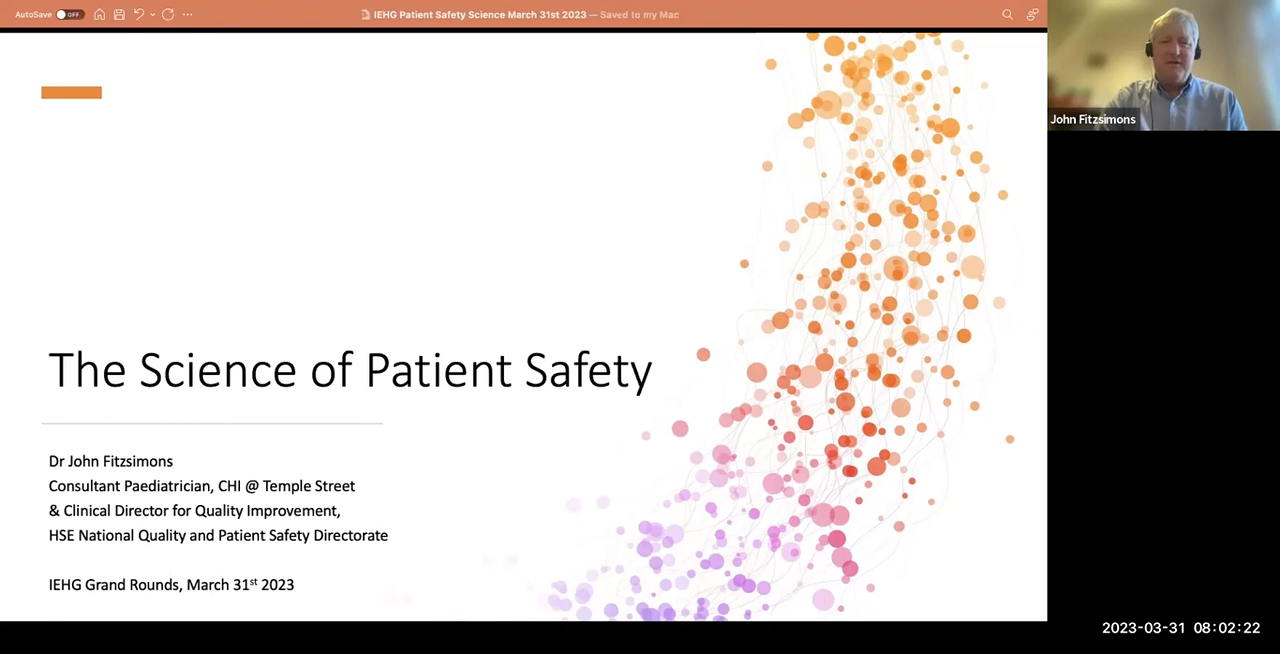 AutoSave OFF
IEHG Patient Safety Science March 31st 2023 — Saved to my Mac
John Fitzsimons
The Science of Patient Safety
Dr John Fitzsimons
Consultant Paediatrician, CHI @ Temple Street
& Clinical Director for Quality Improvement,
HSE National Quality and Patient Safety Directorate
IEHG Grand Rounds, March 31st 2023
2023-03-31 08:02:22